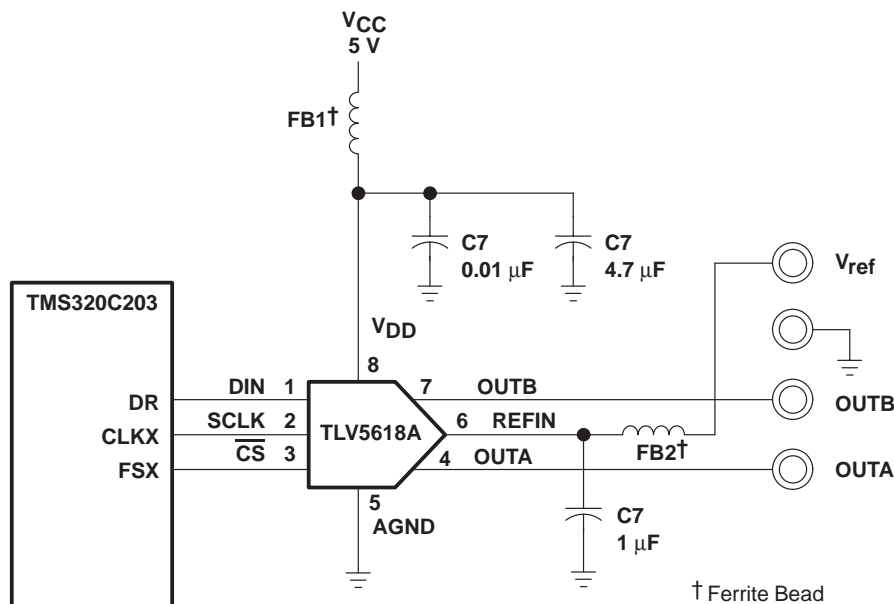 VCC
5 V
FB1†
C7
0.01 μF
C7
4.7 μF
Vref
TMS320C203
VDD
8
DIN 1
7 OUTB
DR
OUTB
SCLK 2
TLV5618A
6 REFIN
CLKX
CS 3
FB2†
4 OUTA
FSX
OUTA
5
AGND
C7
1 μF
† Ferrite Bead